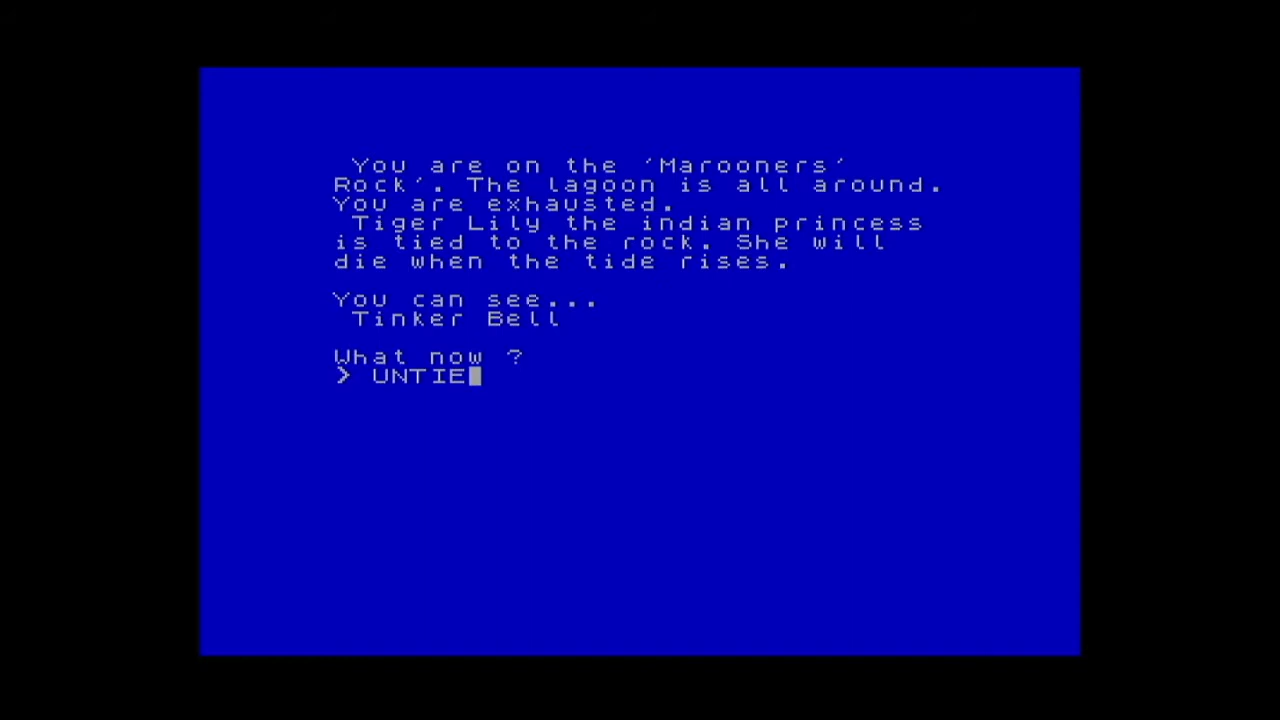 You are on the 'Marooners'
Rock'. The lagoon is all around.
You are exhausted.
Tiger Lily the indian princess
is tied to the rock. She will
die when the tide rises.
You can see...
Tinker Bell
What now ?
> UNTIE